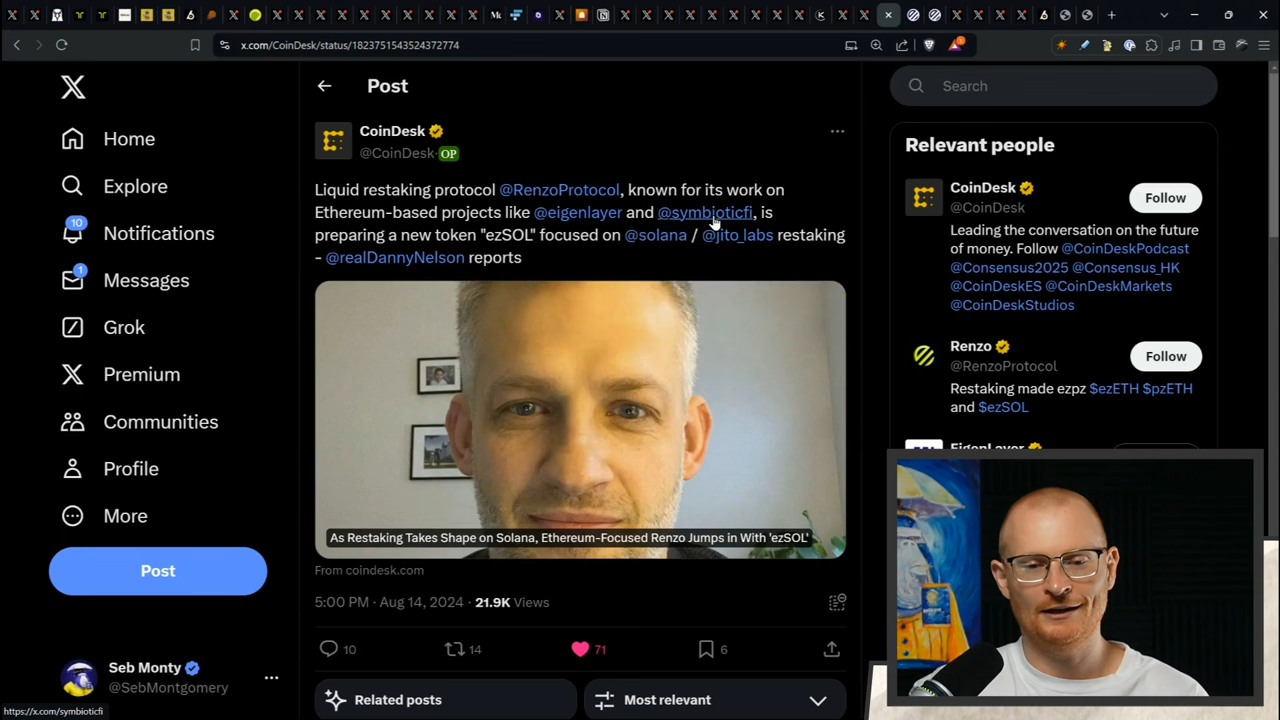 x.com/CoinDesk/status/1823751543524372774
Post
Search
Home
Explore
10
Notifications
1
Messages
Grok
Premium
Communities
Profile
More
Post
Seb Monty
@SebMontgomery
https://x.com/symbioticfi
CoinDesk
@CoinDesk OP
Liquid restaking protocol @RenzoProtocol, known for its work on
Ethereum-based projects like @eigenlayer and @symbioticfi, is
preparing a new token "ezSOL" focused on @solana / @jito_labs restaking
- @realDannyNelson reports
As Restaking Takes Shape on Solana, Ethereum-Focused Renzo Jumps in With 'ezSOL'
From coindesk.com
5:00 PM · Aug 14, 2024 · 21.9K Views
10
14
71
6
Related posts
Most relevant
Relevant people
CoinDesk
@CoinDesk
Follow
Leading the conversation on the future
of money. Follow @CoinDeskPodcast
@Consensus2025 @Consensus_HK
@CoinDeskES @CoinDeskMarkets
@CoinDeskStudios
Renzo
@RenzoProtocol
Follow
Restaking made ezpz $ezETH $pzETH
and $ezSOL
EigenLayer